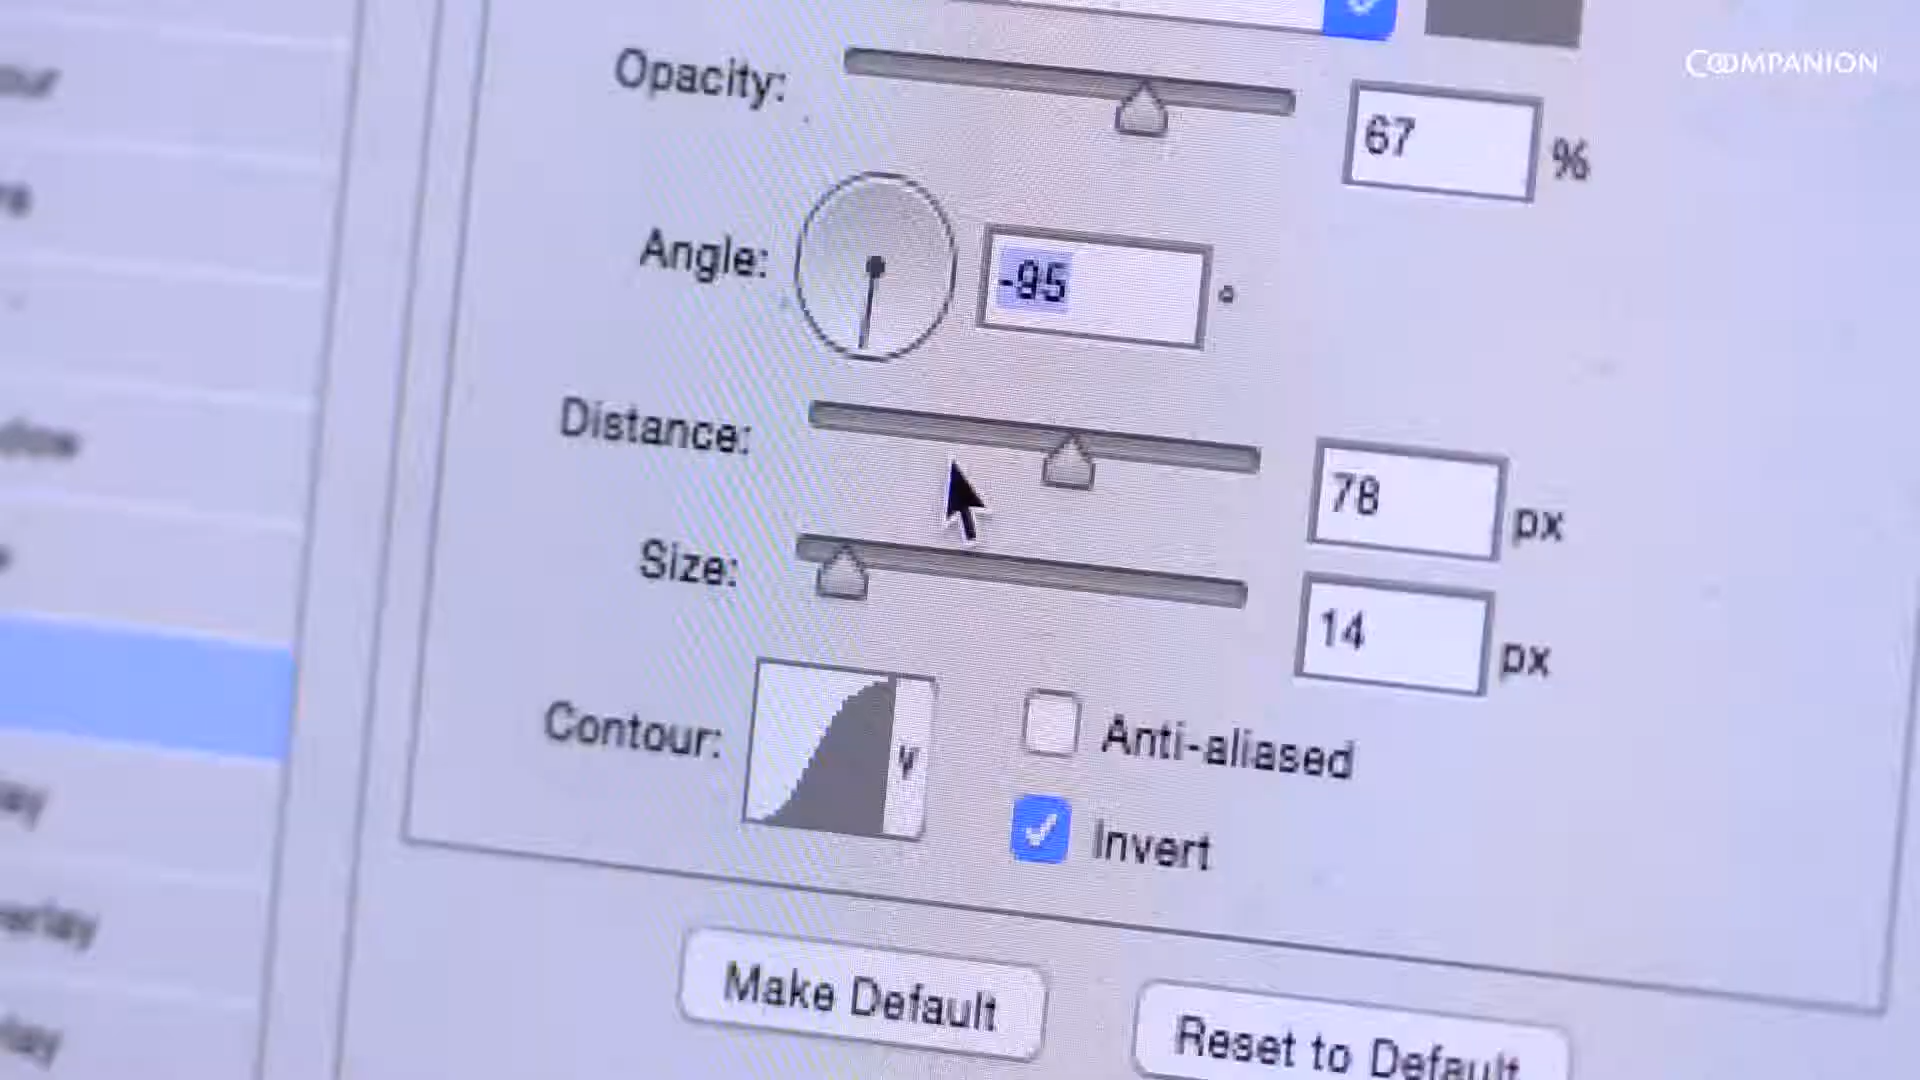 COOMPANION
Opacity: 67 %
Angle: -95 °
Distance: 78 px
Size: 14 px
Contour: Anti-aliased
Invert
Make Default
Reset to Default